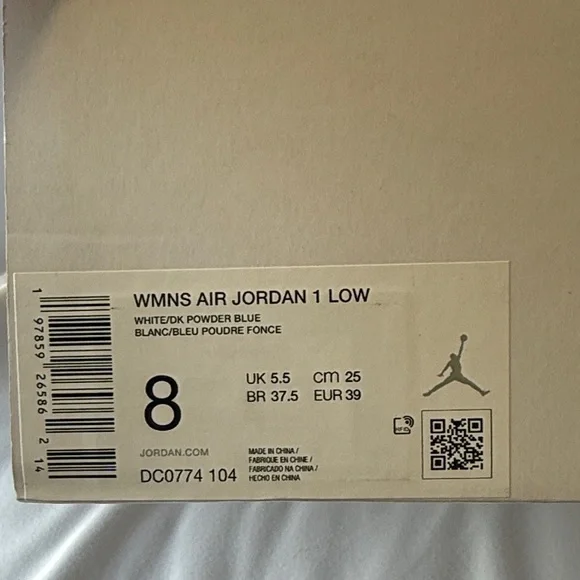 WMNS AIR JORDAN 1 LOW
WHITE/DK POWDER BLUE
BLANC/BLEU POUDRE FONCE
8
UK 5.5 cm 25
BR 37.5 EUR 39
JORDAN.COM
DC0774 104
MADE IN CHINA /
FABRIQUE EN CHINE /
FABRICADO NA CHINA /
HECHO EN CHINA
RFID
1 97859 26586 2 14